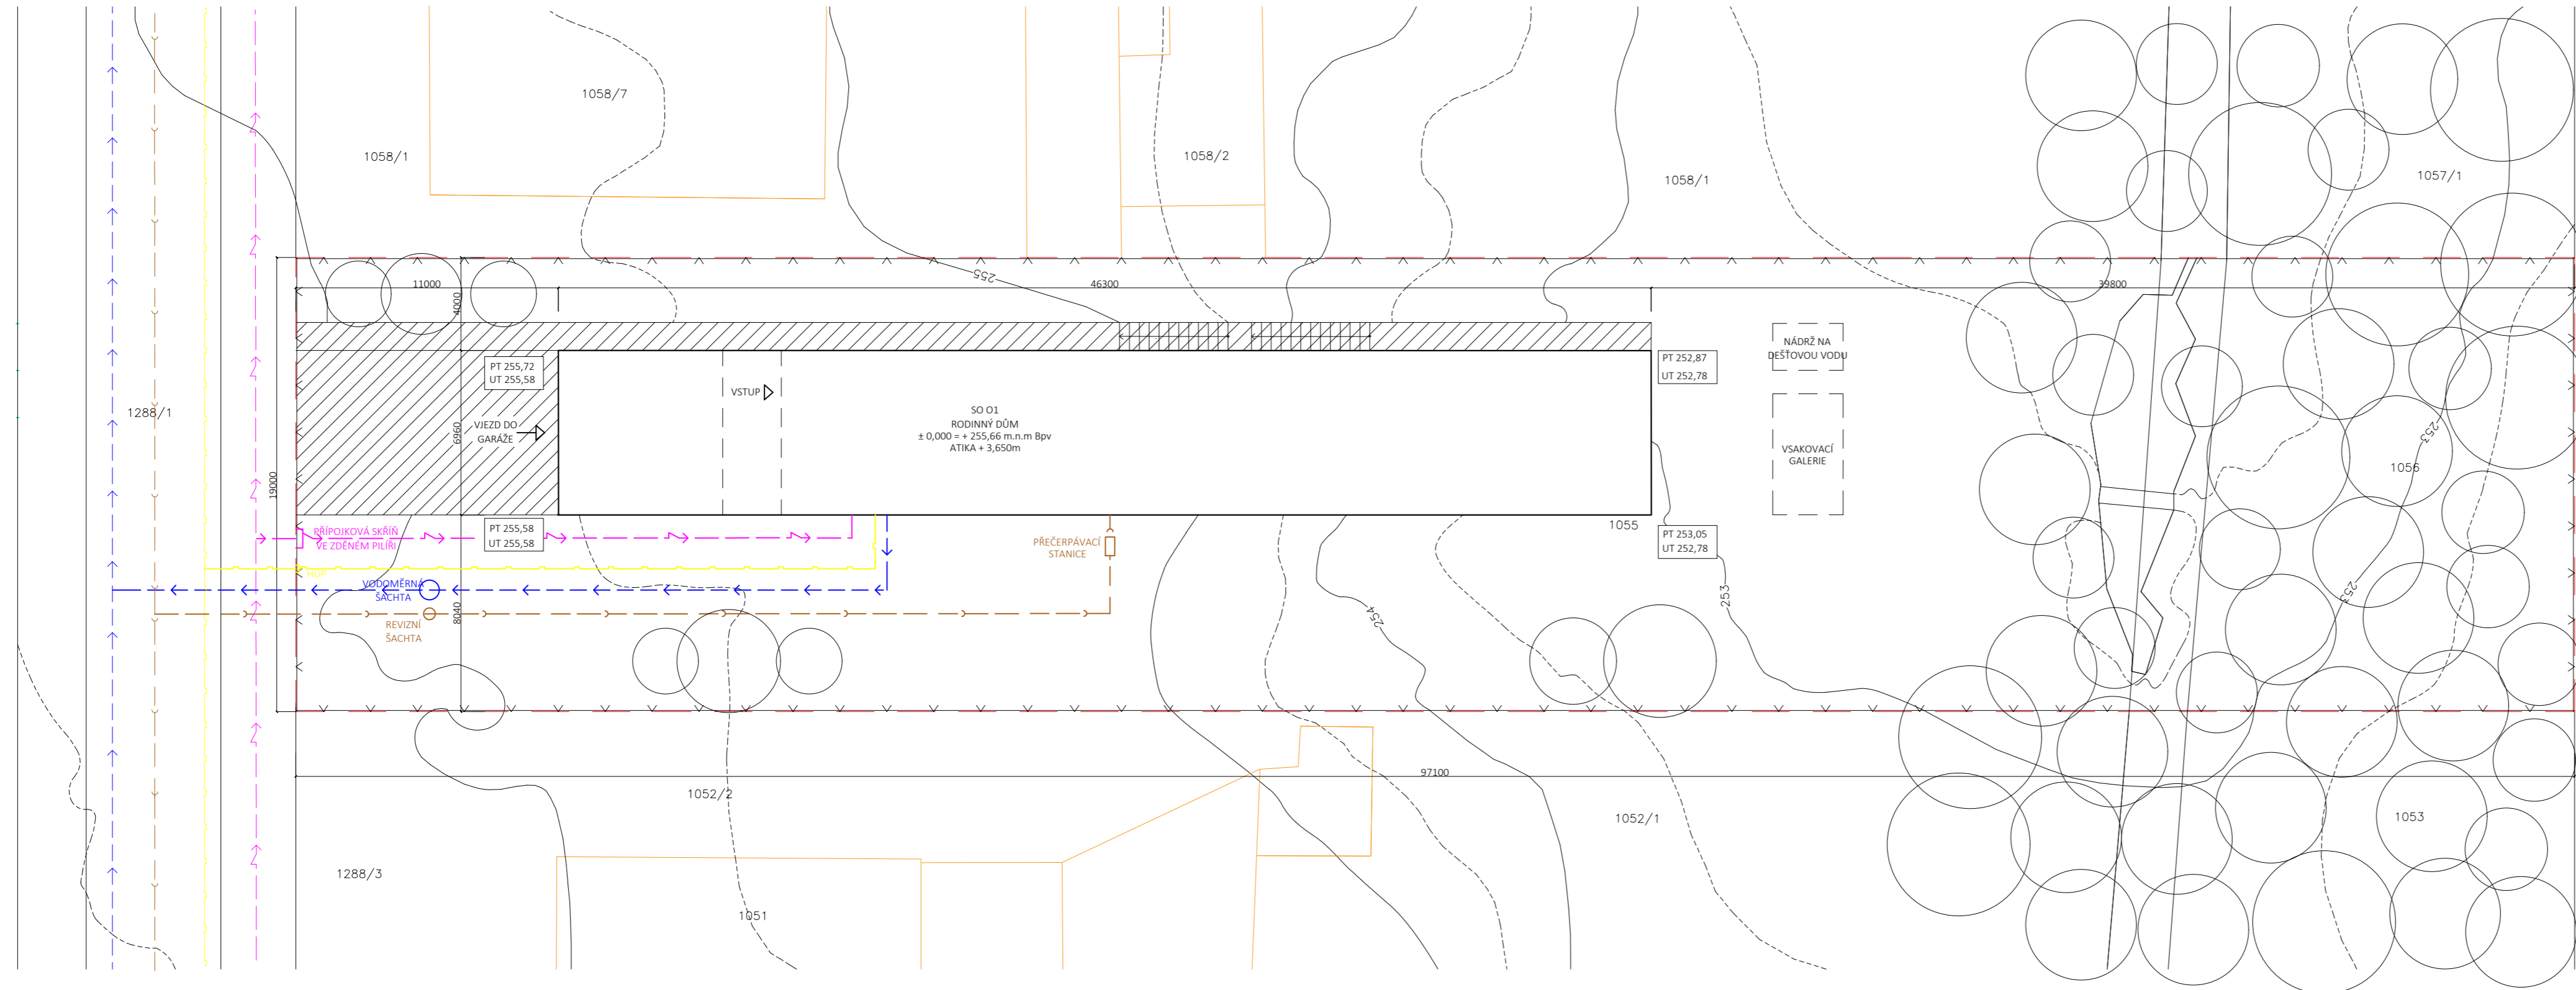 1058/7
1058/1
1058/2
1058/1
1057/1
255
11000
46300
39800
4000
NÁDRŽ NA
DEŠŤOVOU VODU
PT 255,72
UT 255,58
PT 252,87
UT 252,78
VSTUP
1288/1
VJEZD DO
GARÁŽE
6960
SO O1
RODINNÝ DŮM
± 0,000 = + 255,66 m.n.m Bpv
ATIKA + 3,650m
VSAKOVACÍ
GALERIE
253
1056
19000
PŘÍPOJKOVÁ SKŘÍŇ
VE ZDĚNÉM PILÍŘI
PT 255,58
UT 255,58
PŘEČERPÁVACÍ
STANICE
1055
PT 253,05
UT 252,78
HUP
VODOMĚRNÁ
ŠACHTA
253
253
REVIZNÍ
ŠACHTA
8040
254
97100
1052/2
1052/1
1053
1288/3
1051